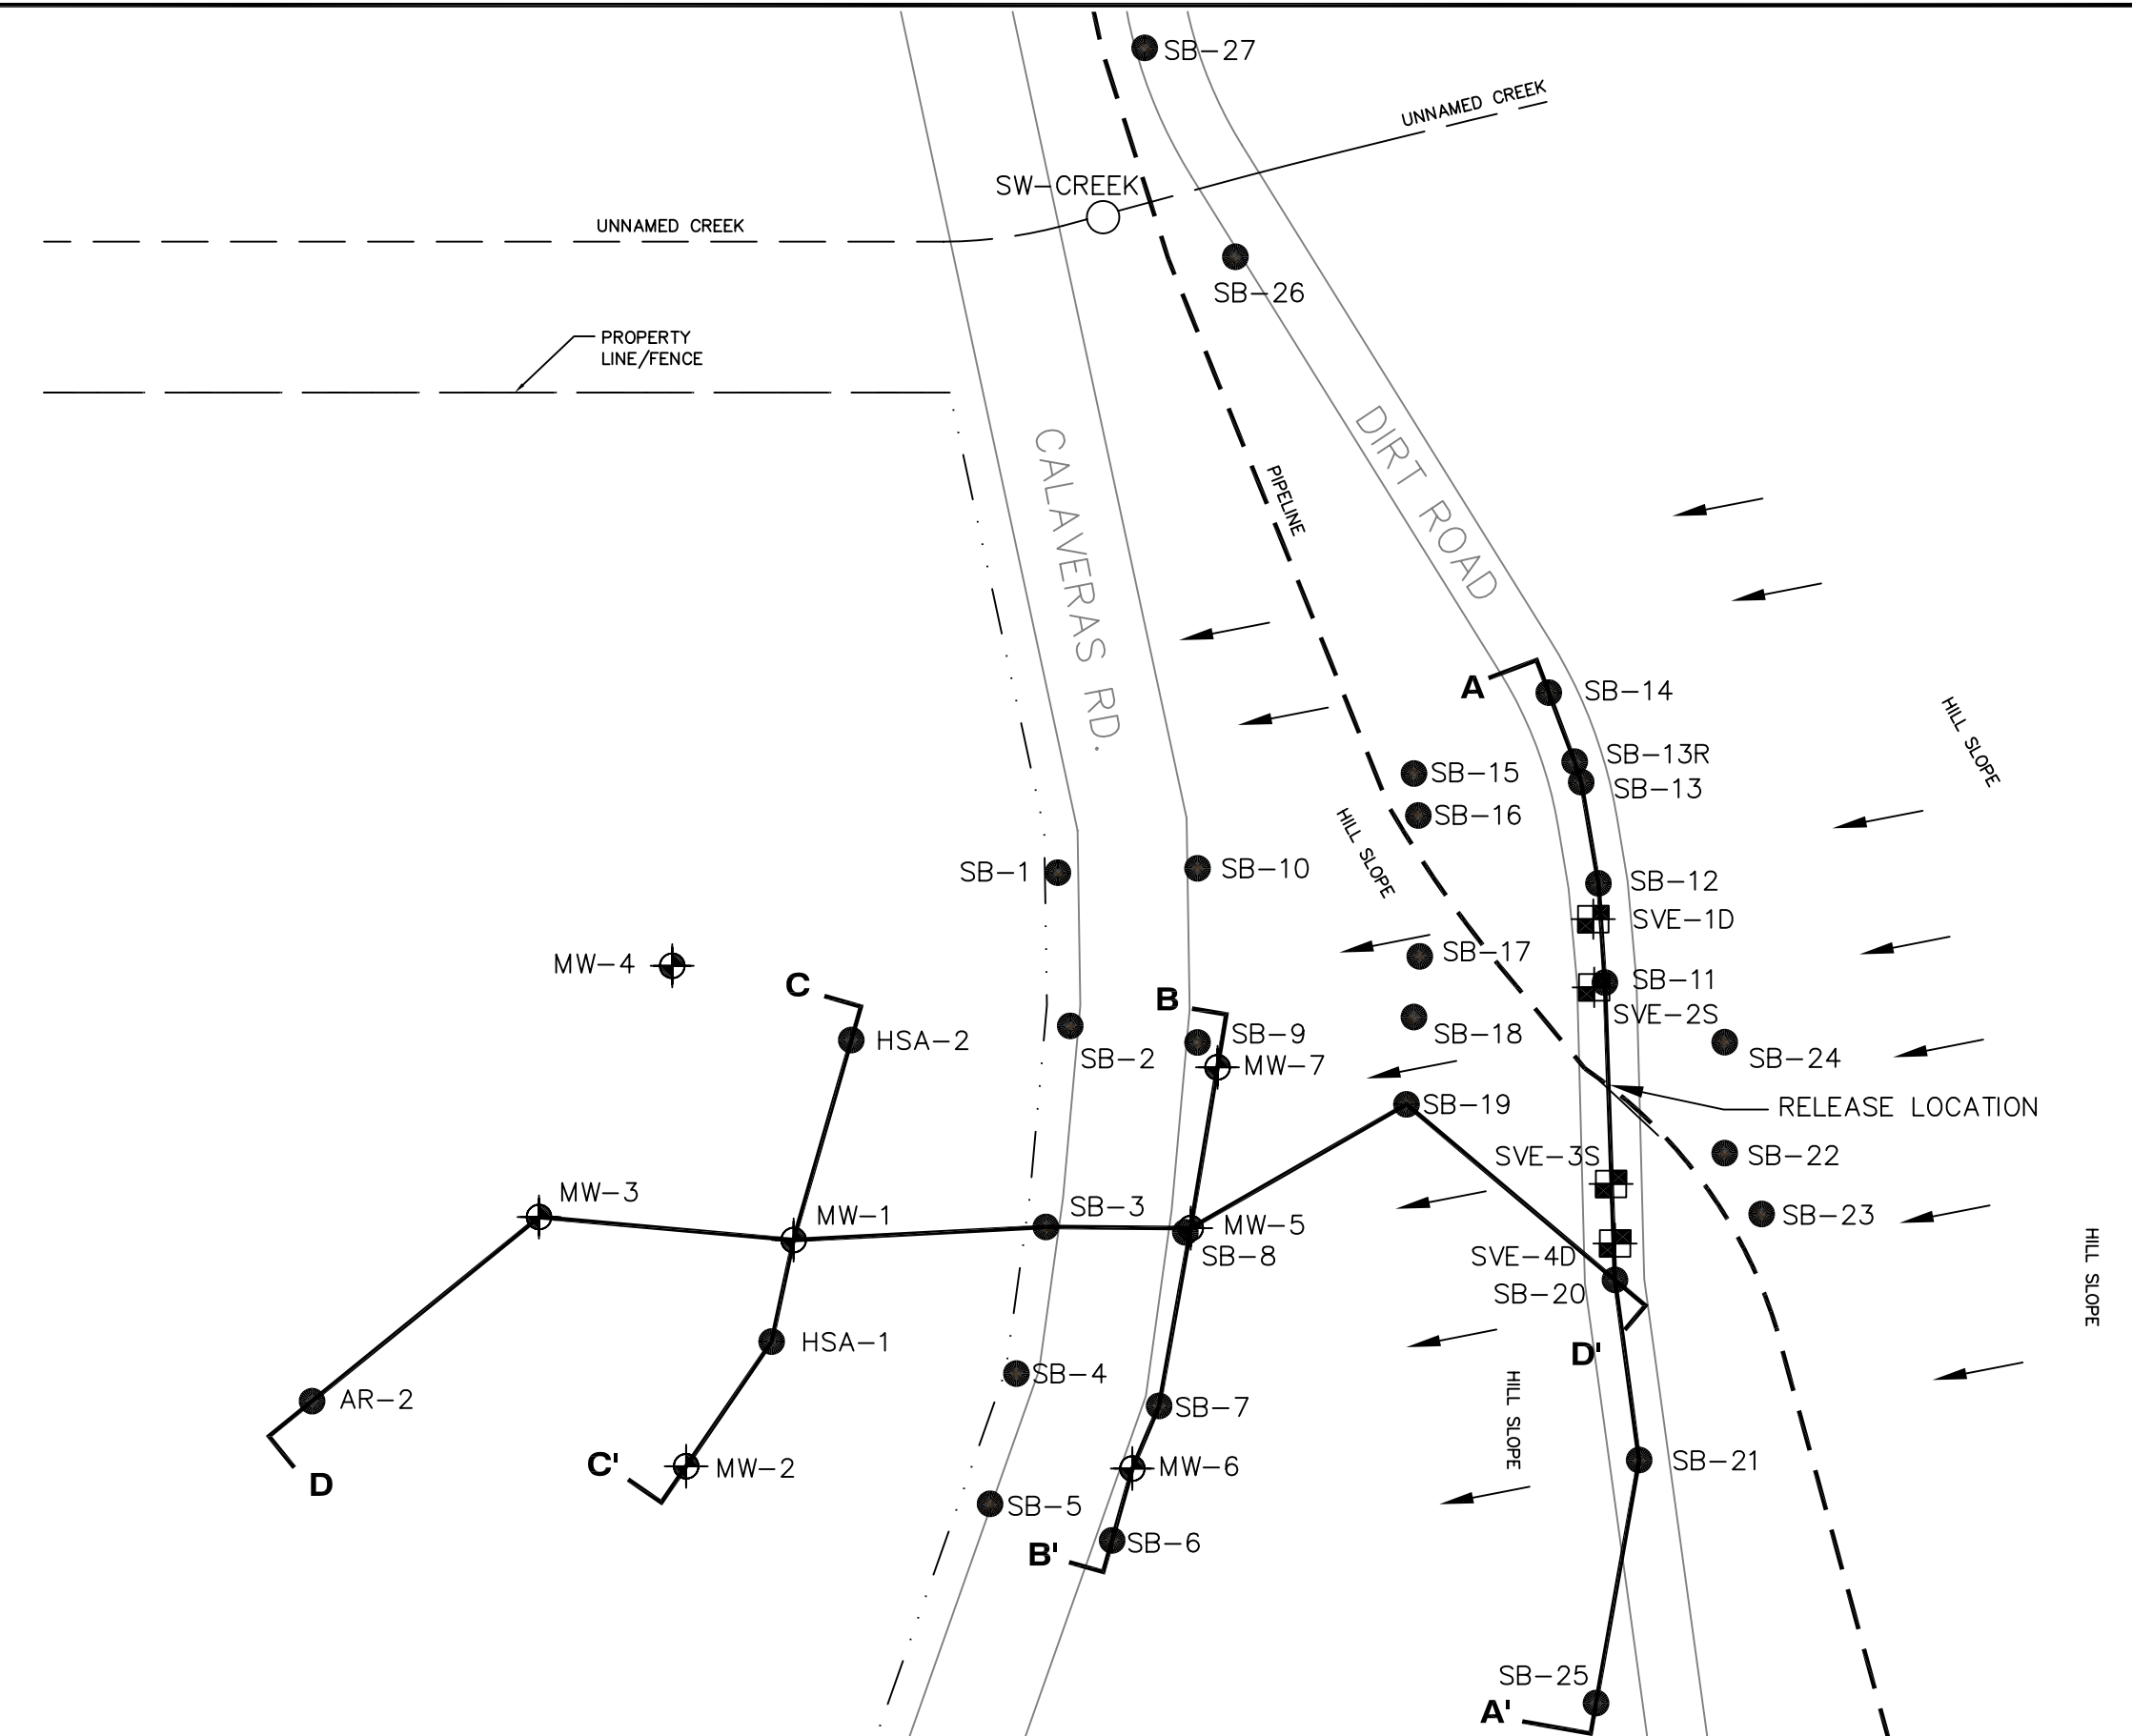 SB-27
UNNAMED CREEK
SW-CREEK
UNNAMED CREEK
SB-26
PROPERTY
LINE/FENCE
CALAVERAS RD.
DIRT ROAD
PIPELINE
A
SB-14
HILL SLOPE
SB-13R
SB-15
SB-13
SB-16
HILL SLOPE
SB-1
SB-10
SB-12
SVE-1D
SB-17
MW-4
C
B
SB-11
SVE-2S
HSA-2
SB-2
SB-9
SB-18
MW-7
SB-24
SB-19
RELEASE LOCATION
SVE-3S
SB-22
MW-3
MW-1
SB-3
MW-5
SB-23
SB-8
SVE-4D
HILL SLOPE
SB-20
HSA-1
D'
SB-4
AR-2
SB-7
HILL SLOPE
C'
MW-2
MW-6
SB-21
D
SB-5
B'
SB-6
SB-25
A'